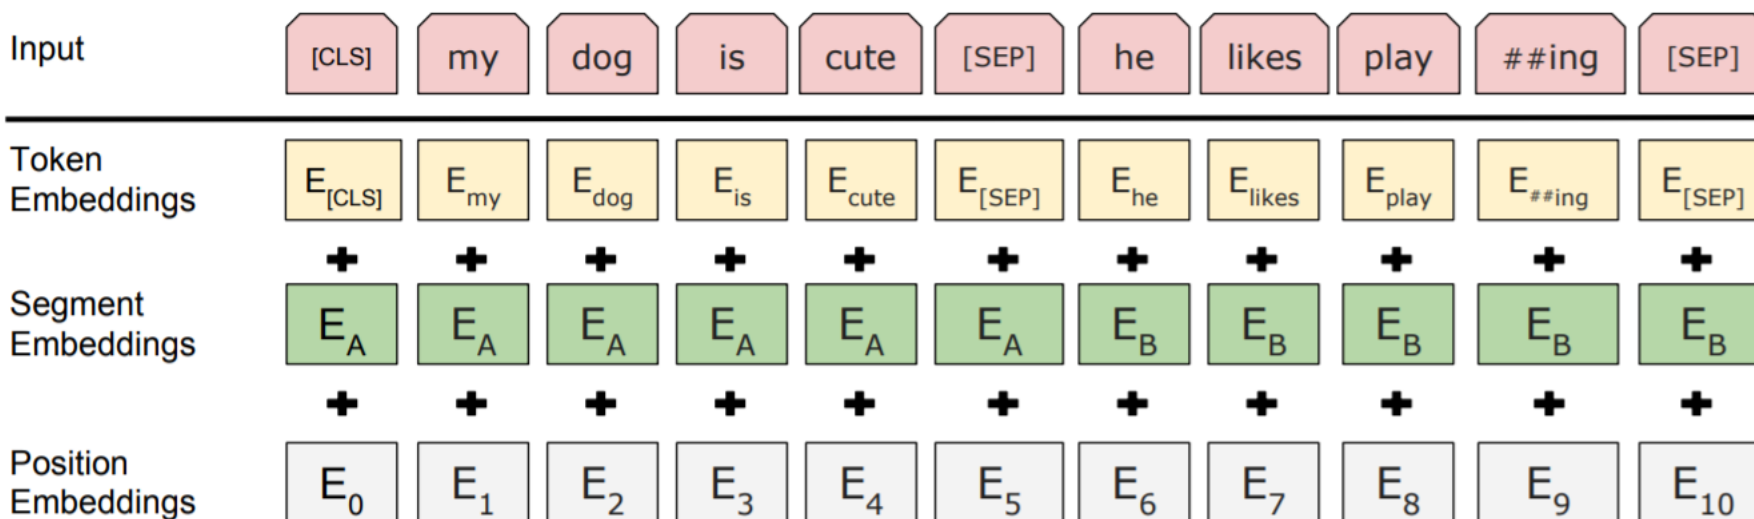 Input [CLS] my dog is cute [SEP] he likes play ##ing [SEP]
Token
Embeddings E[CLS] Emy Edog Eis Ecute E[SEP] Ehe Elikes Eplay E##ing E[SEP]
+ + + + + + + + + + +
Segment
Embeddings EA EA EA EA EA EA EB EB EB EB EB
+ + + + + + + + + + +
Position
Embeddings E0 E1 E2 E3 E4 E5 E6 E7 E8 E9 E10